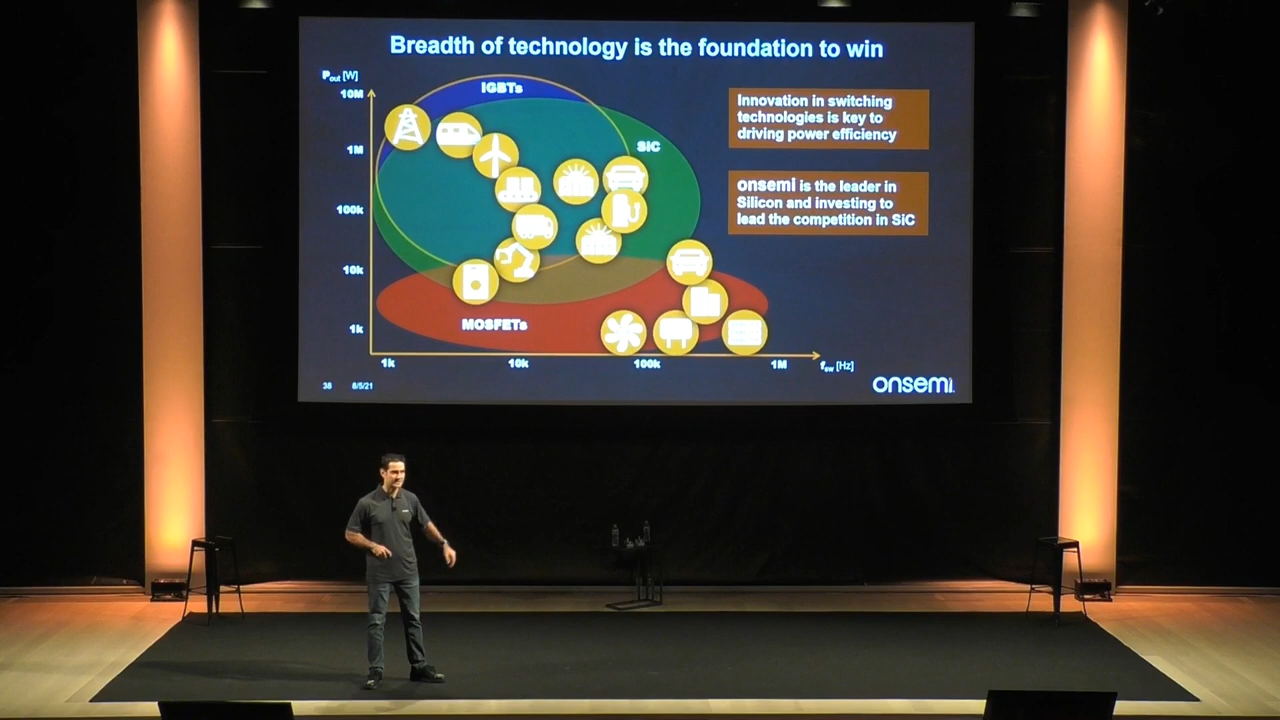 Breadth of technology is the foundation to win
Pout [W]
10M
1M
100k
10k
1k
IGBTs
SiC
MOSFETs
1k
10k
100k
1M
fsw [Hz]
Innovation in switching
technologies is key to
driving power efficiency
onsemi is the leader in
Silicon and investing to
lead the competition in SiC
38
8/5/21
onsemi